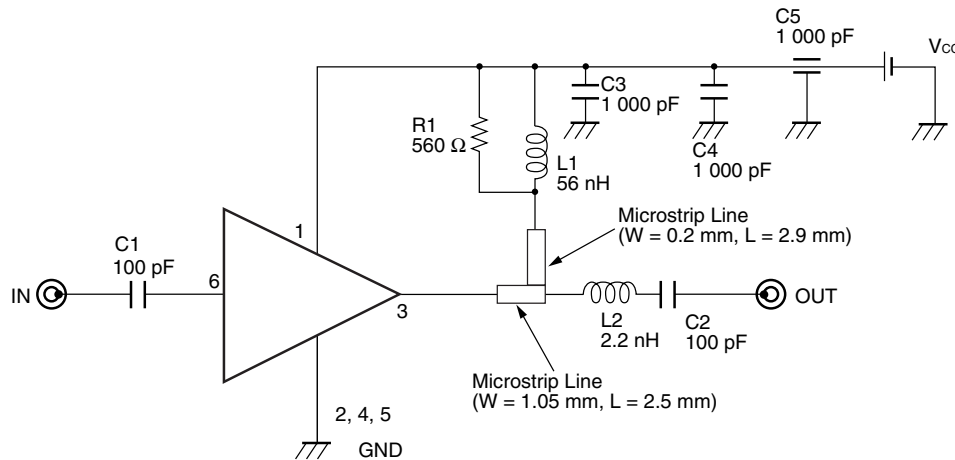 C5
1 000 pF
VCC
C3
1 000 pF
R1
560 Ω
L1
56 nH
C4
1 000 pF
Microstrip Line
(W = 0.2 mm, L = 2.9 mm)
C1
100 pF
1
IN
6
3
OUT
L2
2.2 nH
C2
100 pF
Microstrip Line
(W = 1.05 mm, L = 2.5 mm)
2, 4, 5
GND